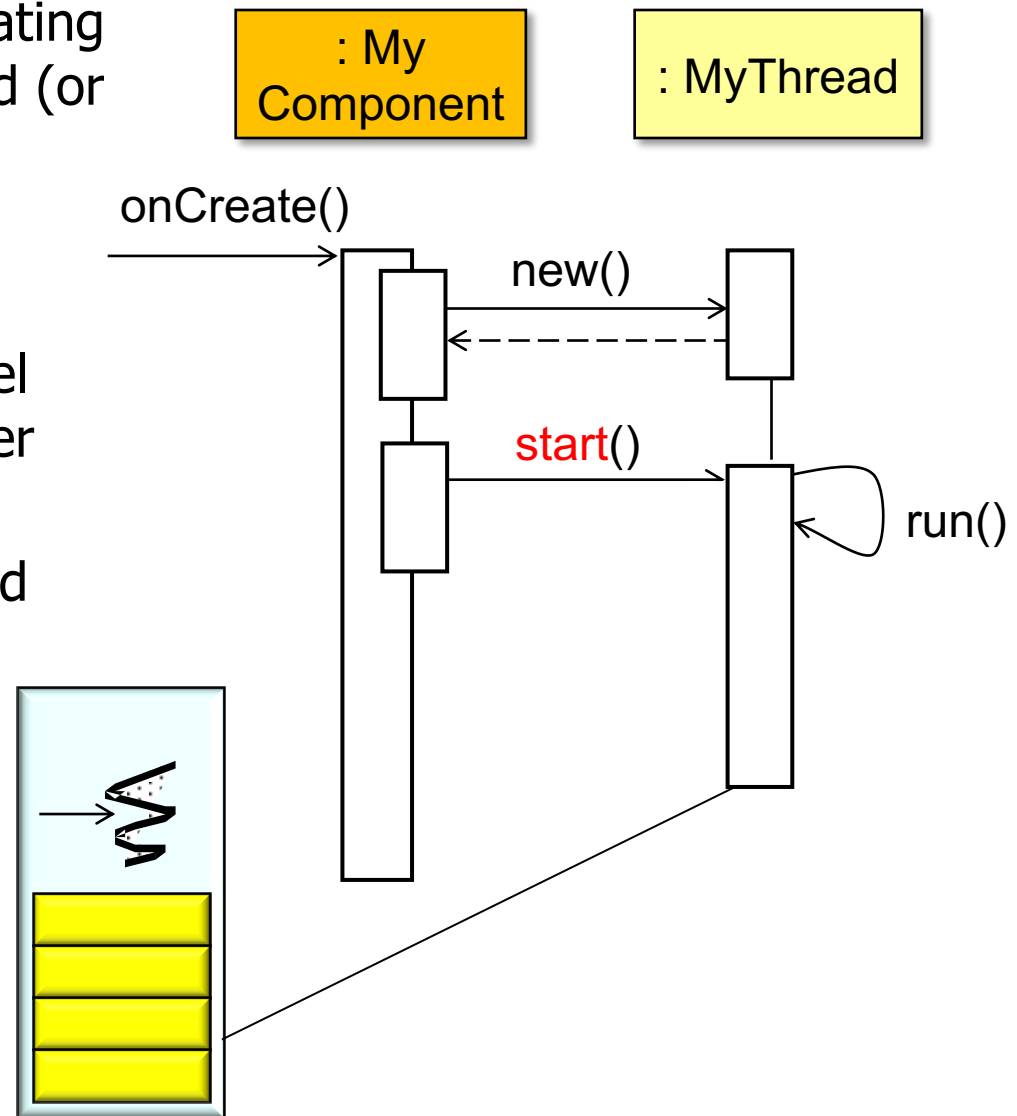 ating
d (or
el
er
d
: My
Component
: MyThread
onCreate()
new()
start()
run()